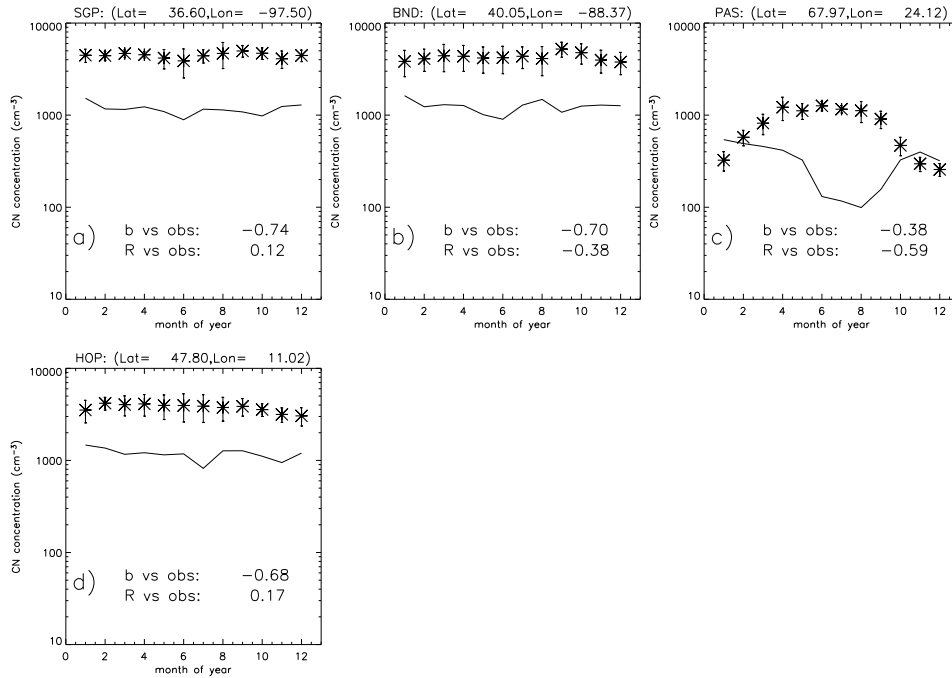 SGP: (Lat= 36.60,Lon= -97.50)
10000
1000
100
10
CN concentration (cm⁻³)
a)
b vs obs: -0.74
R vs obs: 0.12
0 2 4 6 8 10 12
month of year
BND: (Lat= 40.05,Lon= -88.37)
10000
1000
100
10
CN concentration (cm⁻³)
b)
b vs obs: -0.70
R vs obs: -0.38
0 2 4 6 8 10 12
month of year
PAS: (Lat= 67.97,Lon= 24.12)
10000
1000
100
10
CN concentration (cm⁻³)
c)
b vs obs: -0.38
R vs obs: -0.59
0 2 4 6 8 10 12
month of year
HOP: (Lat= 47.80,Lon= 11.02)
10000
1000
100
10
CN concentration (cm⁻³)
d)
b vs obs: -0.68
R vs obs: 0.17
0 2 4 6 8 10 12
month of year